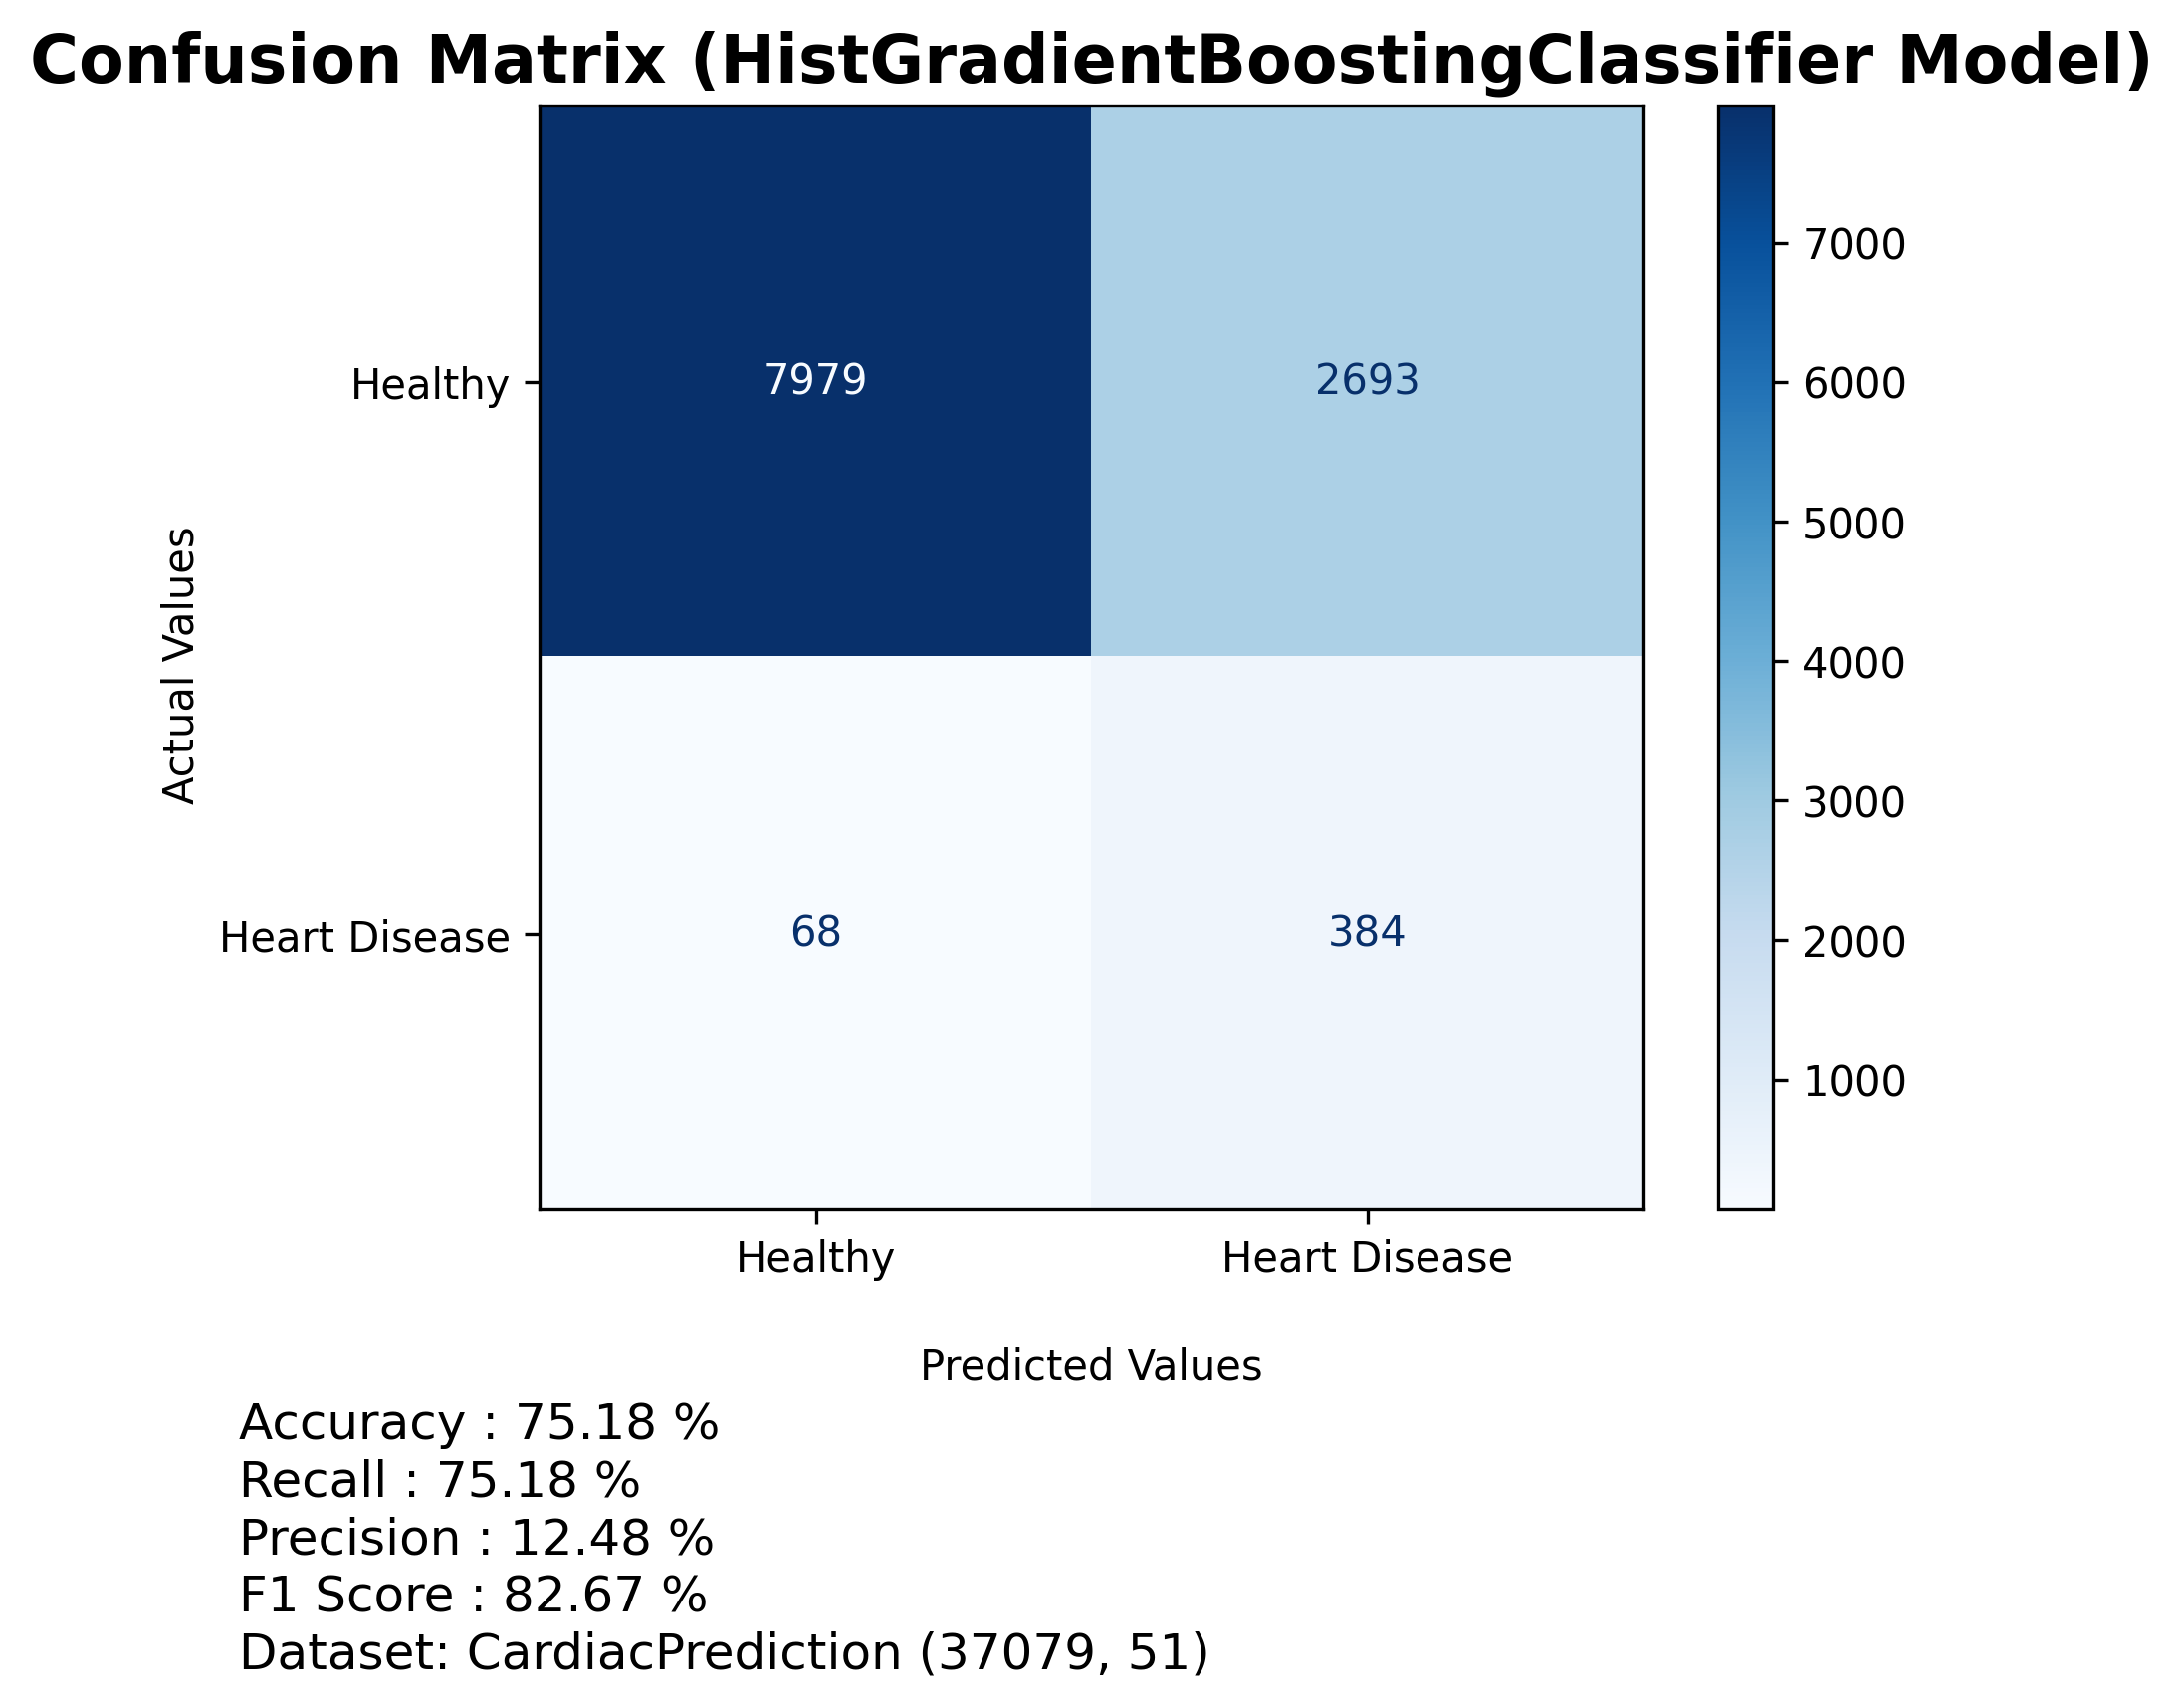 Confusion Matrix (HistGradientBoostingClassifier Model)
7000
Healthy
7979
2693
6000
5000
Actual Values
4000
3000
Heart Disease
68
384
2000
1000
Healthy
Heart Disease
Predicted Values
Accuracy : 75.18 %
Recall : 75.18 %
Precision : 12.48 %
F1 Score : 82.67 %
Dataset: CardiacPrediction (37079, 51)